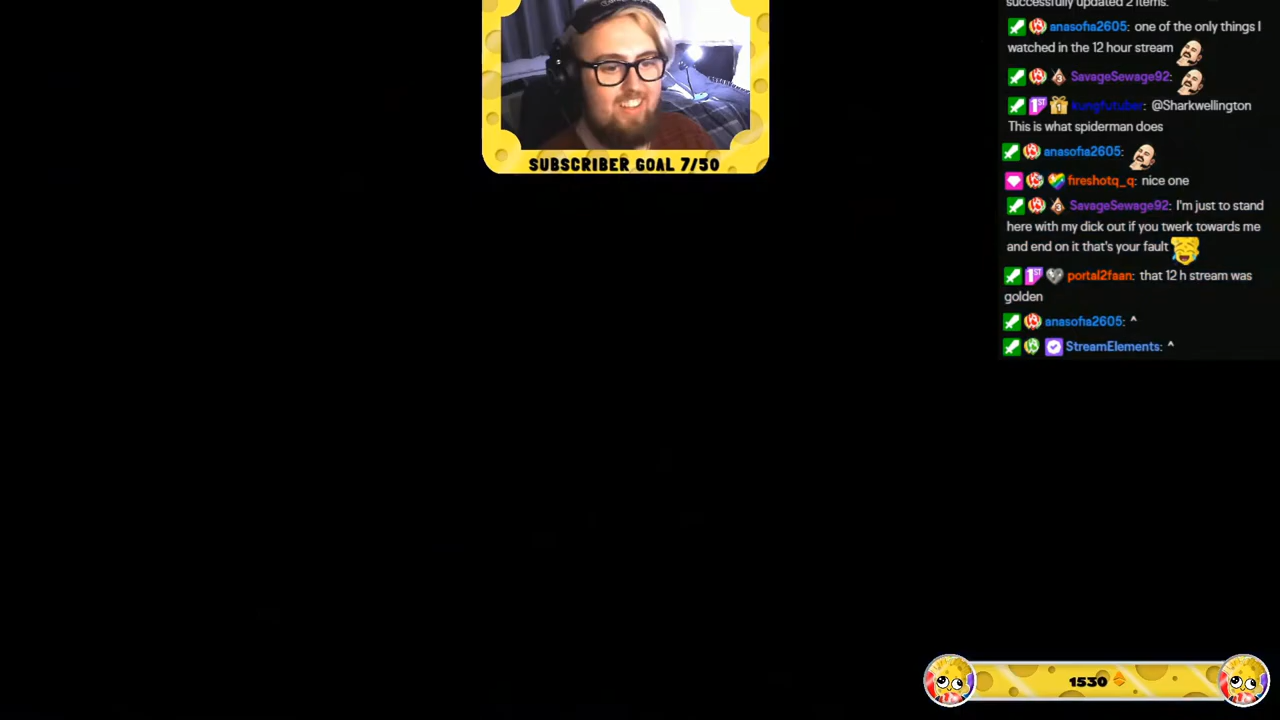 SUBSCRIBER GOAL 7/50
successfully updated 2 items.
anasofia2605: one of the only things I
watched in the 12 hour stream
SavageSewage92:
kungfutuber: @Sharkwellington
This is what spiderman does
anasofia2605:
fireshotq_q: nice one
SavageSewage92: I'm just to stand
here with my dick out if you twerk towards me
and end on it that's your fault
portal2faan: that 12 h stream was
golden
anasofia2605: ^
StreamElements: ^
1530